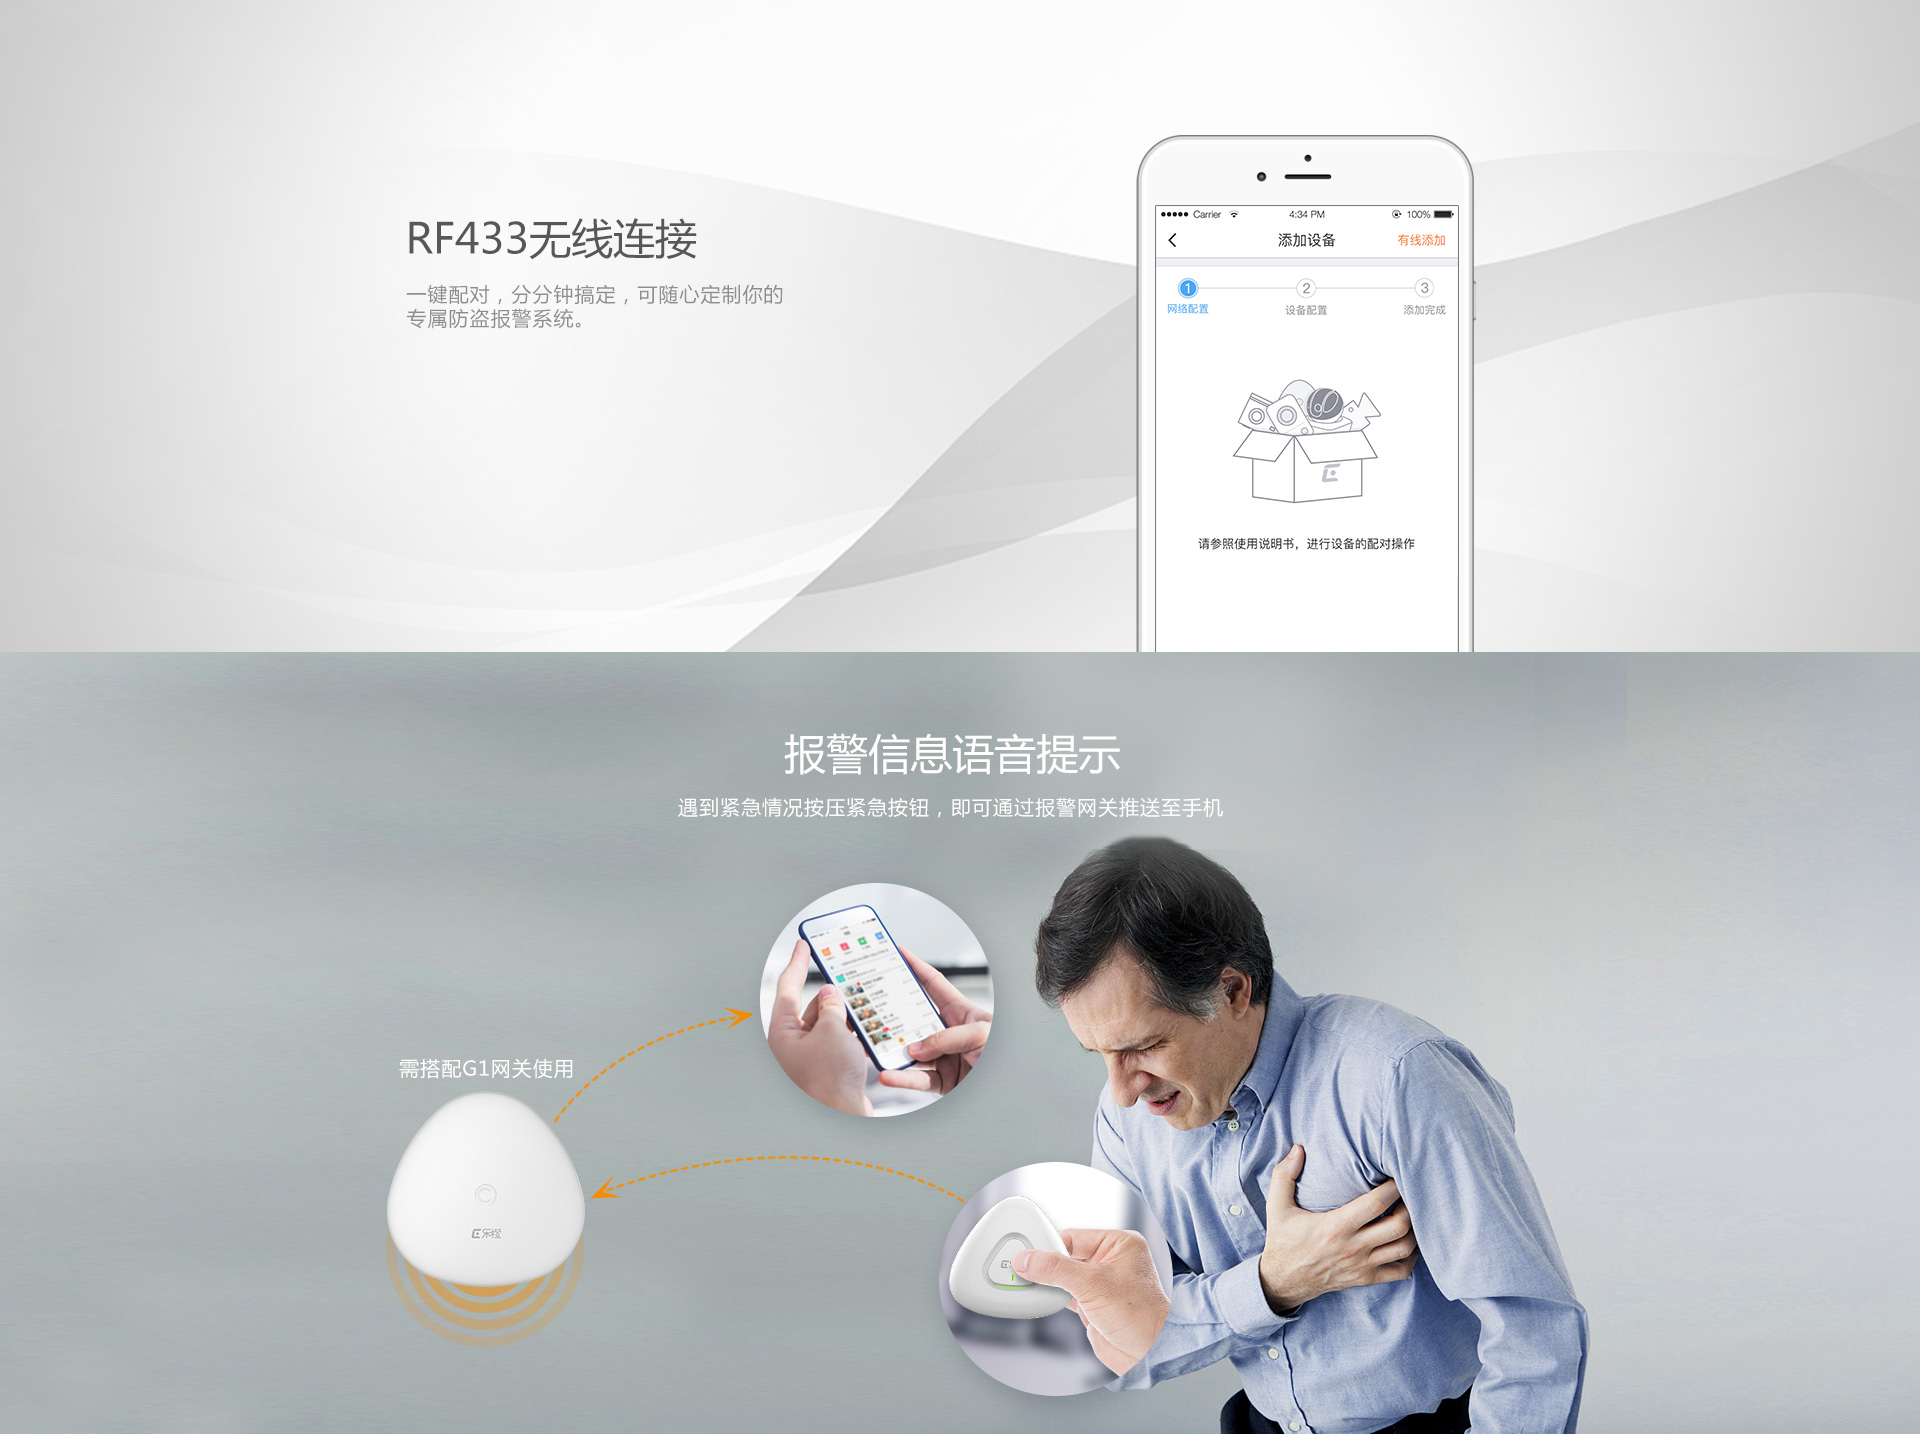 RF433无线连接
一键配对，分分钟搞定，可随心定制你的
专属防盗报警系统。
Carrier 4:34 PM 100%
添加设备 有线添加
1 2 3
网络配置 设备配置 添加完成
请参照使用说明书，进行设备的配对操作
报警信息语音提示
遇到紧急情况按压紧急按钮，即可通过报警网关推送至手机
需搭配G1网关使用
乐橙